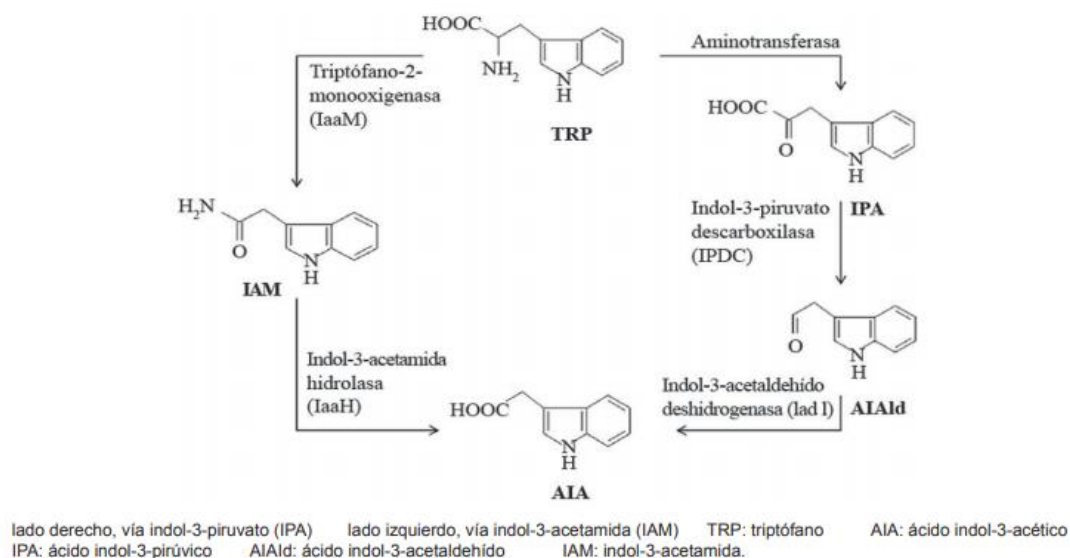 HOOC
NH2
N
H
TRP
Aminotransferasa
Triptófano-2-
monooxigenasa
(IaaM)
HOOC
O
N
H
IPA
Indol-3-piruvato
descarboxilasa
(IPDC)
H2N
O
N
H
IAM
O
N
H
AIAld
Indol-3-acetamida
hidrolasa
(IaaH)
Indol-3-acetaldehído
deshidrogenasa (lad l)
HOOC
N
H
AIA
lado derecho, vía indol-3-piruvato (IPA) lado izquierdo, vía indol-3-acetamida (IAM) TRP: triptófano AIA: ácido indol-3-acético
IPA: ácido indol-3-pirúvico AIAld: ácido indol-3-acetaldehído IAM: indol-3-acetamida.